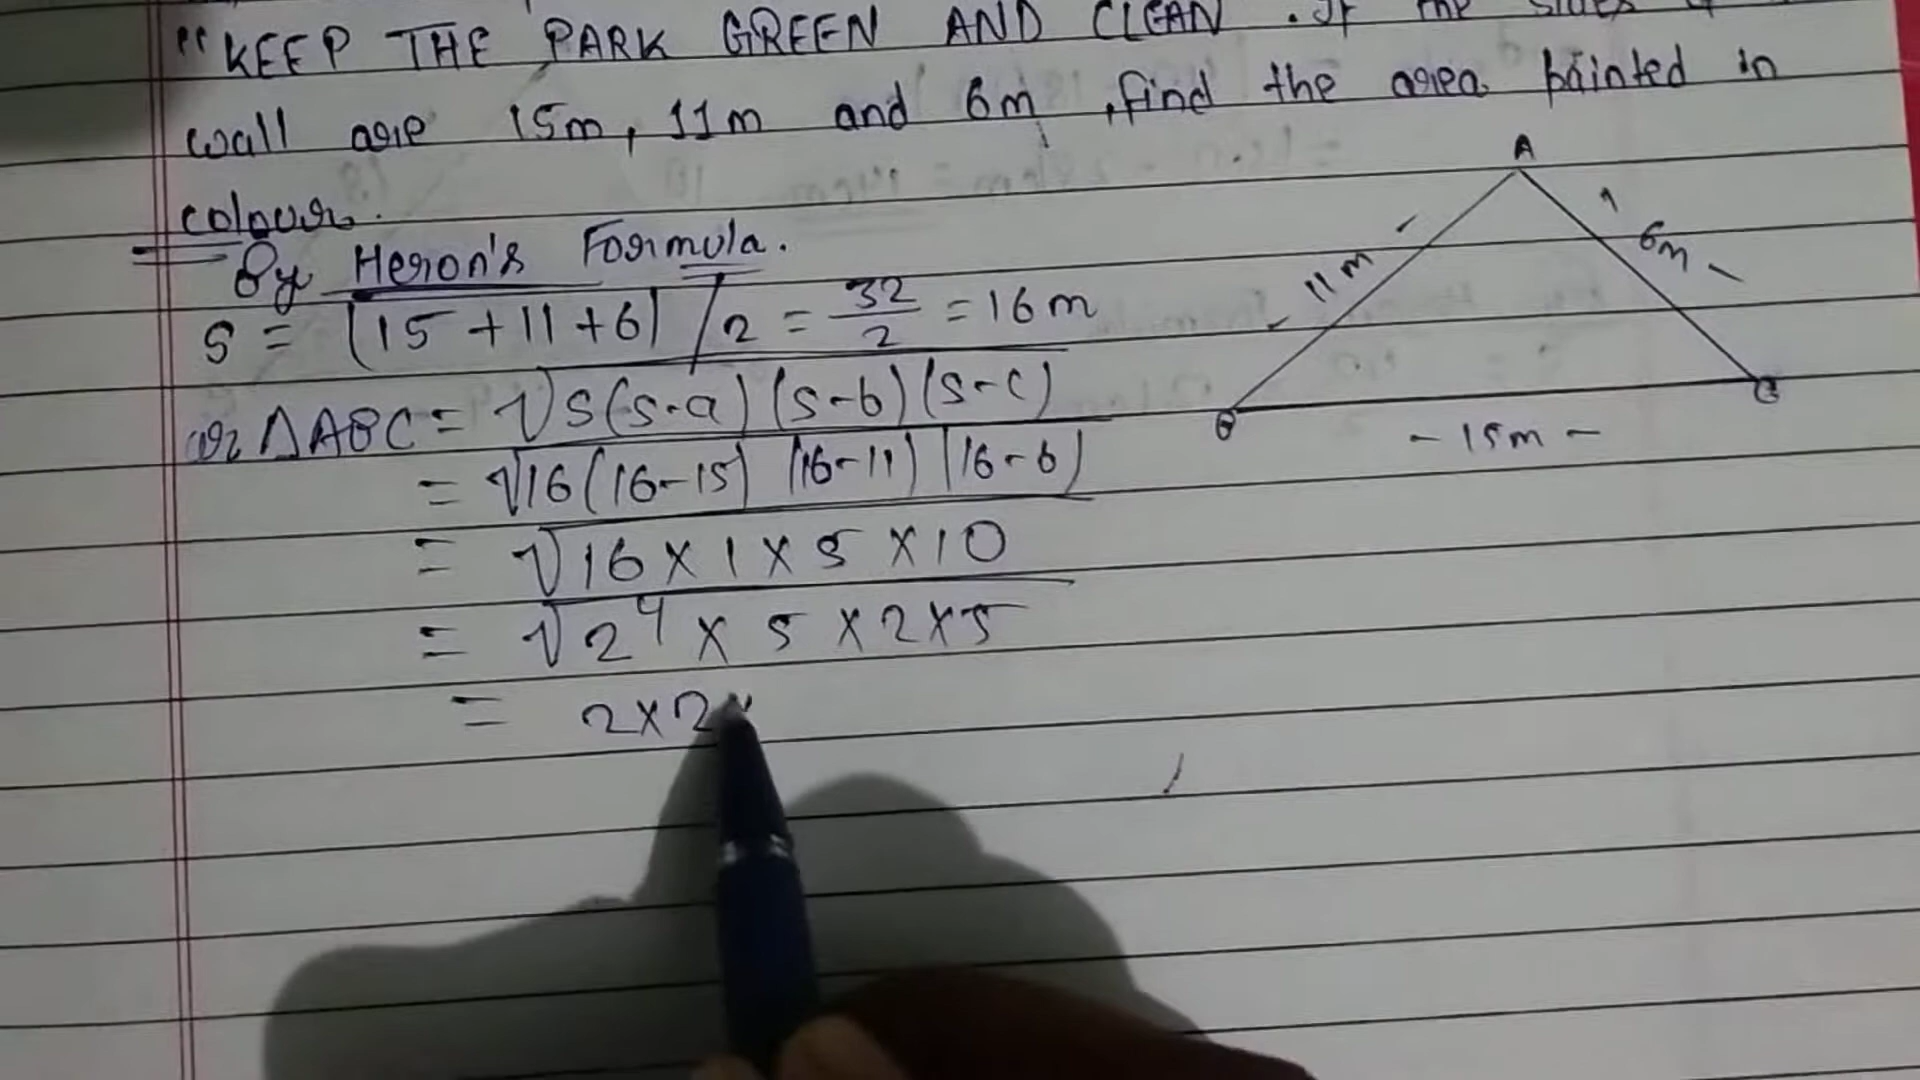 "KEEP THE PARK GREEN AND CLEAN . If the sides
wall are 15m, 11m and 6m , find the area painted in
colour.
By Heron's Formula.
S = (15 + 11 + 6) / 2 = 32/2 = 16 m
ar ΔABC = √S(S-a) (S-b) (S-c)
= √16(16-15) (16-11) (16-6)
= √16 × 1 × 5 × 10
= √2⁴ × 5 × 2 × 5
= 2×2×
A
11 m
6m
B
C
- 15m -